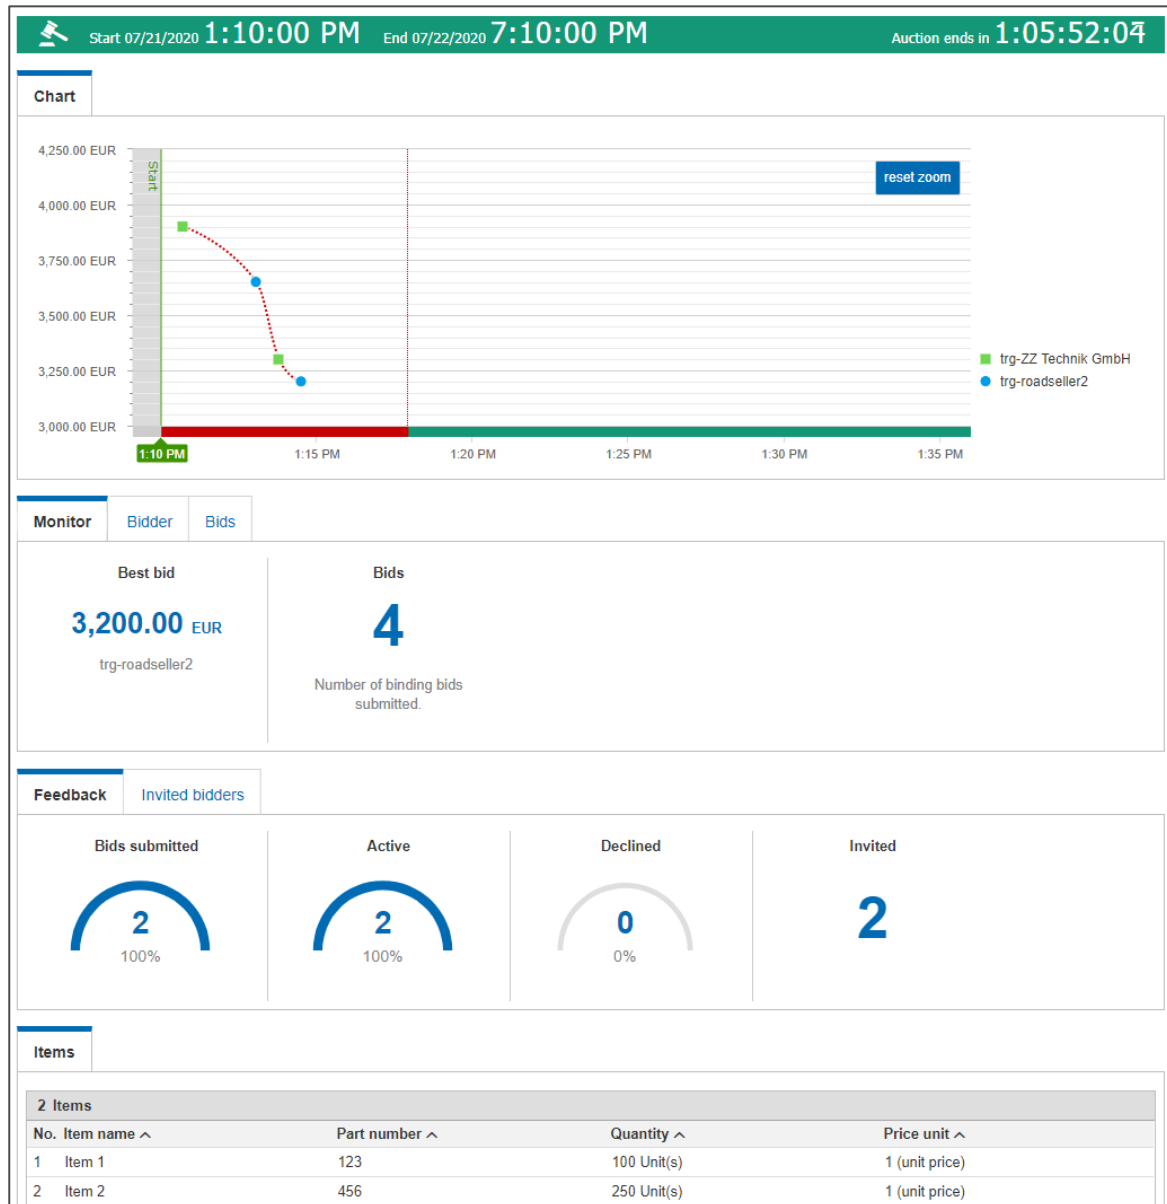 Start 07/21/2020 1:10:00 PM End 07/22/2020 7:10:00 PM Auction ends in 1:05:52:04
Chart
4,250.00 EUR
Start
reset zoom
4,000.00 EUR
3,750.00 EUR
3,500.00 EUR
3,250.00 EUR
3,000.00 EUR
trg-ZZ Technik GmbH
trg-roadseller2
1:10 PM 1:15 PM 1:20 PM 1:25 PM 1:30 PM 1:35 PM
Monitor Bidder Bids
Best bid Bids
3,200.00 EUR 4
trg-roadseller2
Number of binding bids
submitted.
Feedback Invited bidders
Bids submitted Active Declined Invited
2 2 0 2
100% 100% 0%
Items
2 Items
No. Item name Part number Quantity Price unit
1 Item 1 123 100 Unit(s) 1 (unit price)
2 Item 2 456 250 Unit(s) 1 (unit price)